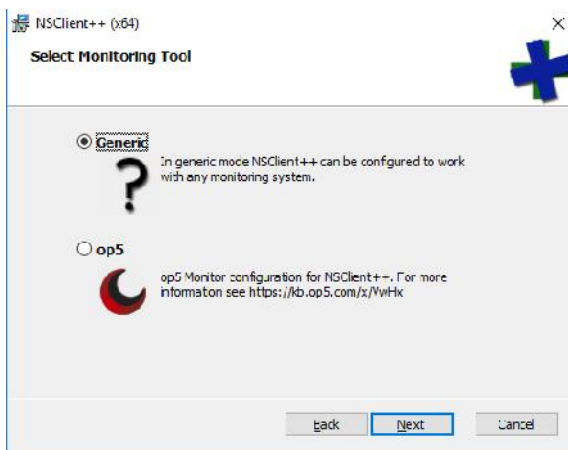 NSClient++ (x64)
Select Monitoring Tool
Generic
In generic mode NSClient++ can be configured to work
with any monitoring system.
op5
op5 Monitor configuration for NSClient++. For more
information see https://kb.op5.com/x/VwHx
Back
Next
Cancel